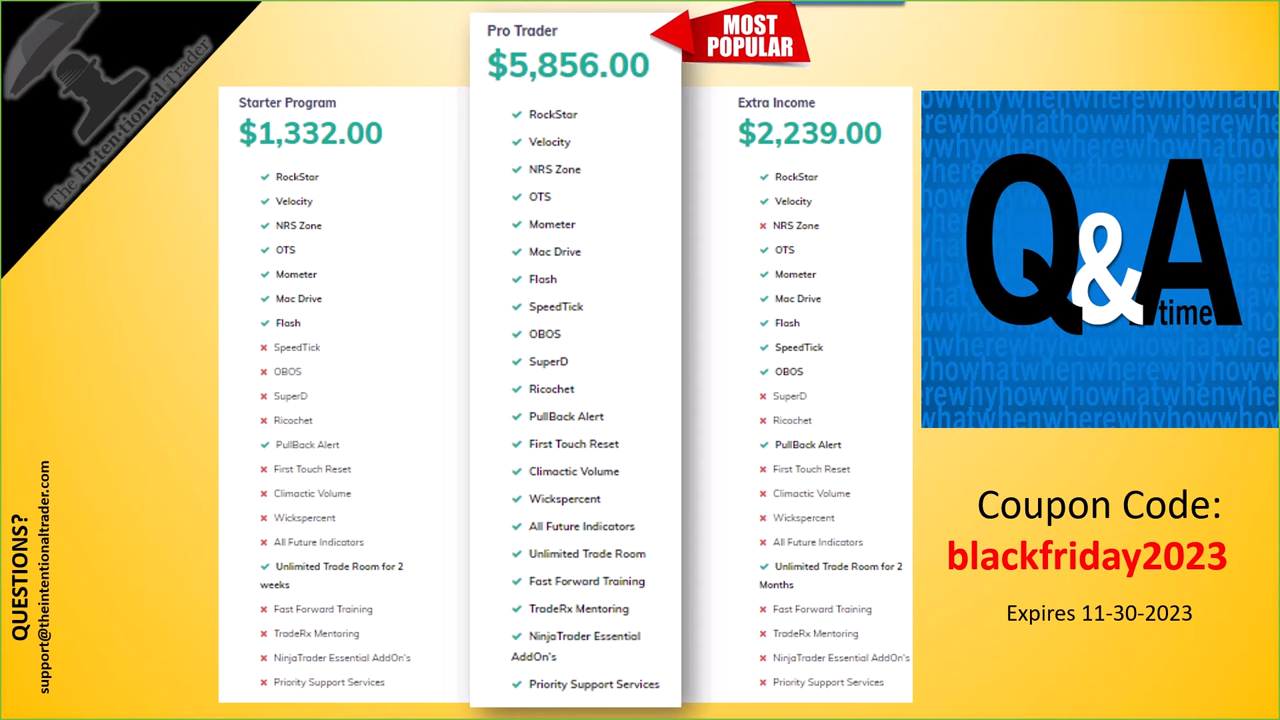 The In-ten-tion-al Trader
QUESTIONS?
support@theintentionaltrader.com
Starter Program
$1,332.00
RockStar
Velocity
NRS Zone
OTS
Mometer
Mac Drive
Flash
SpeedTick
OBOS
SuperD
Ricochet
PullBack Alert
First Touch Reset
Climactic Volume
Wickspercent
All Future Indicators
Unlimited Trade Room for 2
weeks
Fast Forward Training
TradeRx Mentoring
NinjaTrader Essential AddOn's
Priority Support Services
Pro Trader
$5,856.00
RockStar
Velocity
NRS Zone
OTS
Mometer
Mac Drive
Flash
SpeedTick
OBOS
SuperD
Ricochet
PullBack Alert
First Touch Reset
Climactic Volume
Wickspercent
All Future Indicators
Unlimited Trade Room
Fast Forward Training
TradeRx Mentoring
NinjaTrader Essential
AddOn's
Priority Support Services
MOST
POPULAR
Extra Income
$2,239.00
RockStar
Velocity
NRS Zone
OTS
Mometer
Mac Drive
Flash
SpeedTick
OBOS
SuperD
Ricochet
PullBack Alert
First Touch Reset
Climactic Volume
Wickspercent
All Future Indicators
Unlimited Trade Room for 2
Months
Fast Forward Training
TradeRx Mentoring
NinjaTrader Essential AddOn's
Priority Support Services
Q&A
time
Coupon Code:
blackfriday2023
Expires 11-30-2023